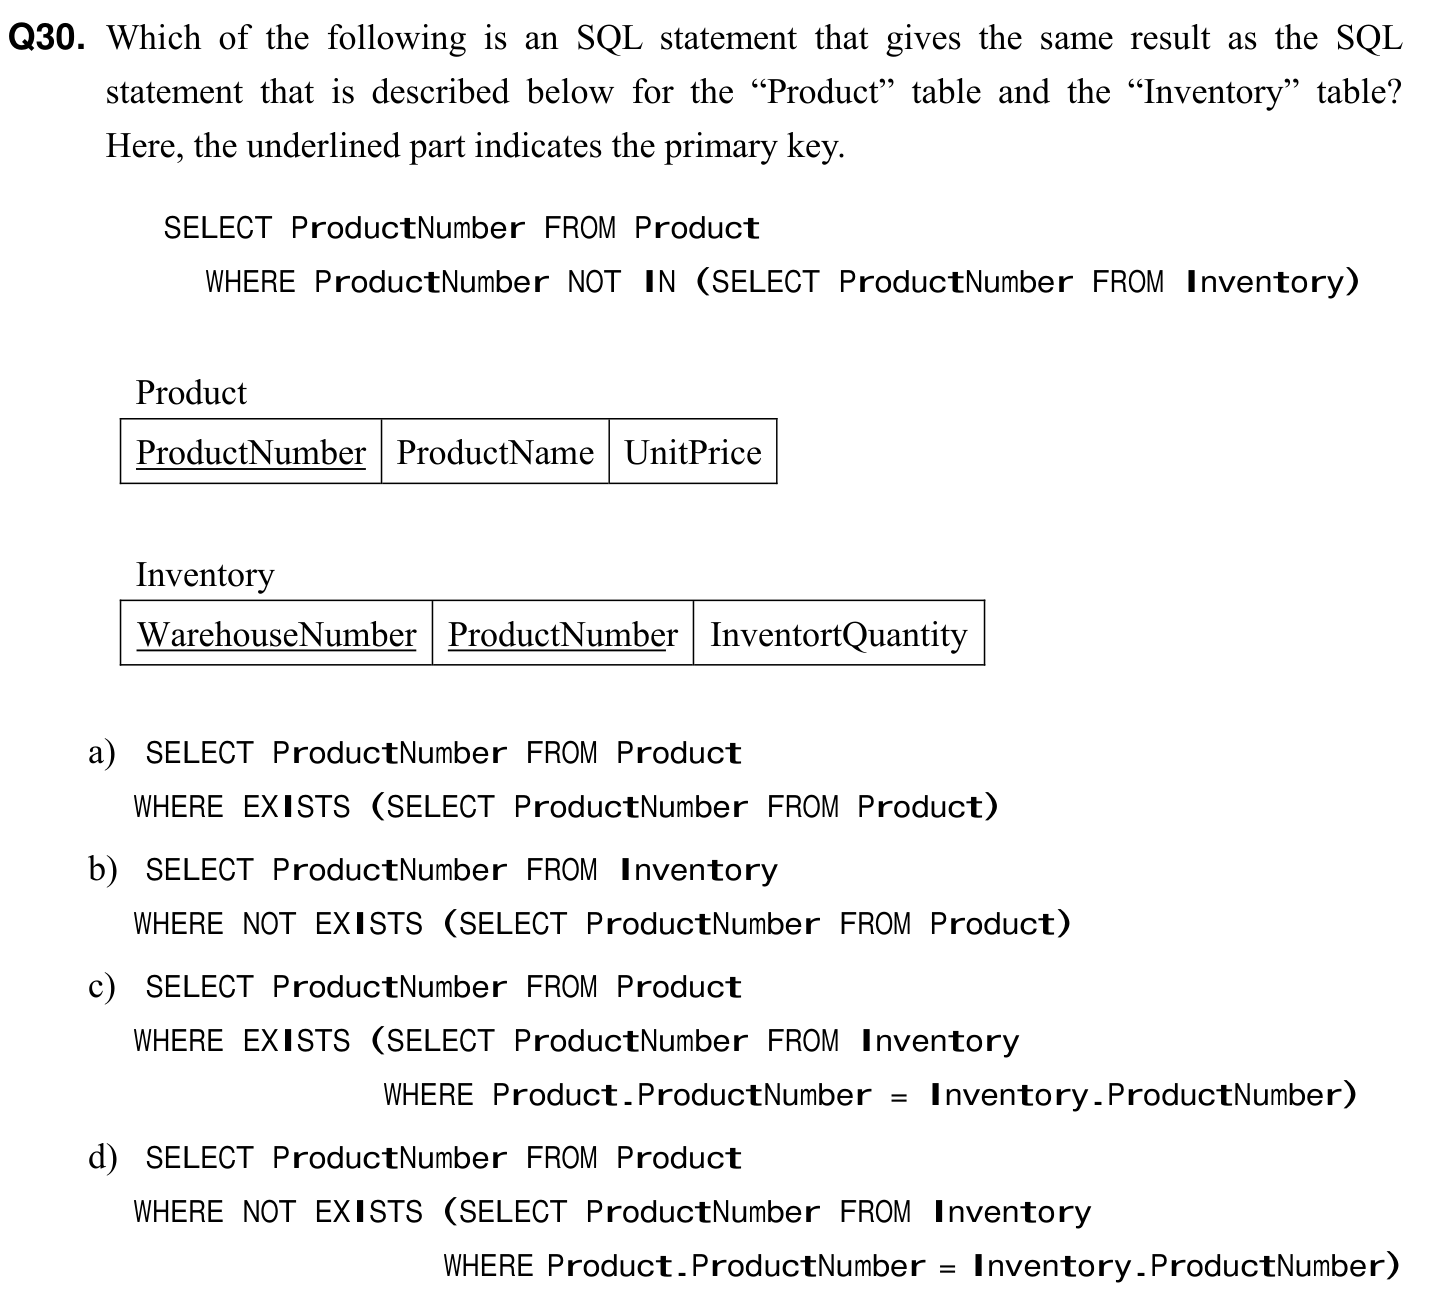 Q30. Which of the following is an SQL statement that gives the same result as the SQL
statement that is described below for the “Product” table and the “Inventory” table?
Here, the underlined part indicates the primary key.
SELECT ProductNumber FROM Product
WHERE ProductNumber NOT IN (SELECT ProductNumber FROM Inventory)
Product
ProductNumber ProductName UnitPrice
Inventory
WarehouseNumber ProductNumber InventortQuantity
a) SELECT ProductNumber FROM Product
WHERE EXISTS (SELECT ProductNumber FROM Product)
b) SELECT ProductNumber FROM Inventory
WHERE NOT EXISTS (SELECT ProductNumber FROM Product)
c) SELECT ProductNumber FROM Product
WHERE EXISTS (SELECT ProductNumber FROM Inventory
WHERE Product.ProductNumber = Inventory.ProductNumber)
d) SELECT ProductNumber FROM Product
WHERE NOT EXISTS (SELECT ProductNumber FROM Inventory
WHERE Product.ProductNumber = Inventory.ProductNumber)